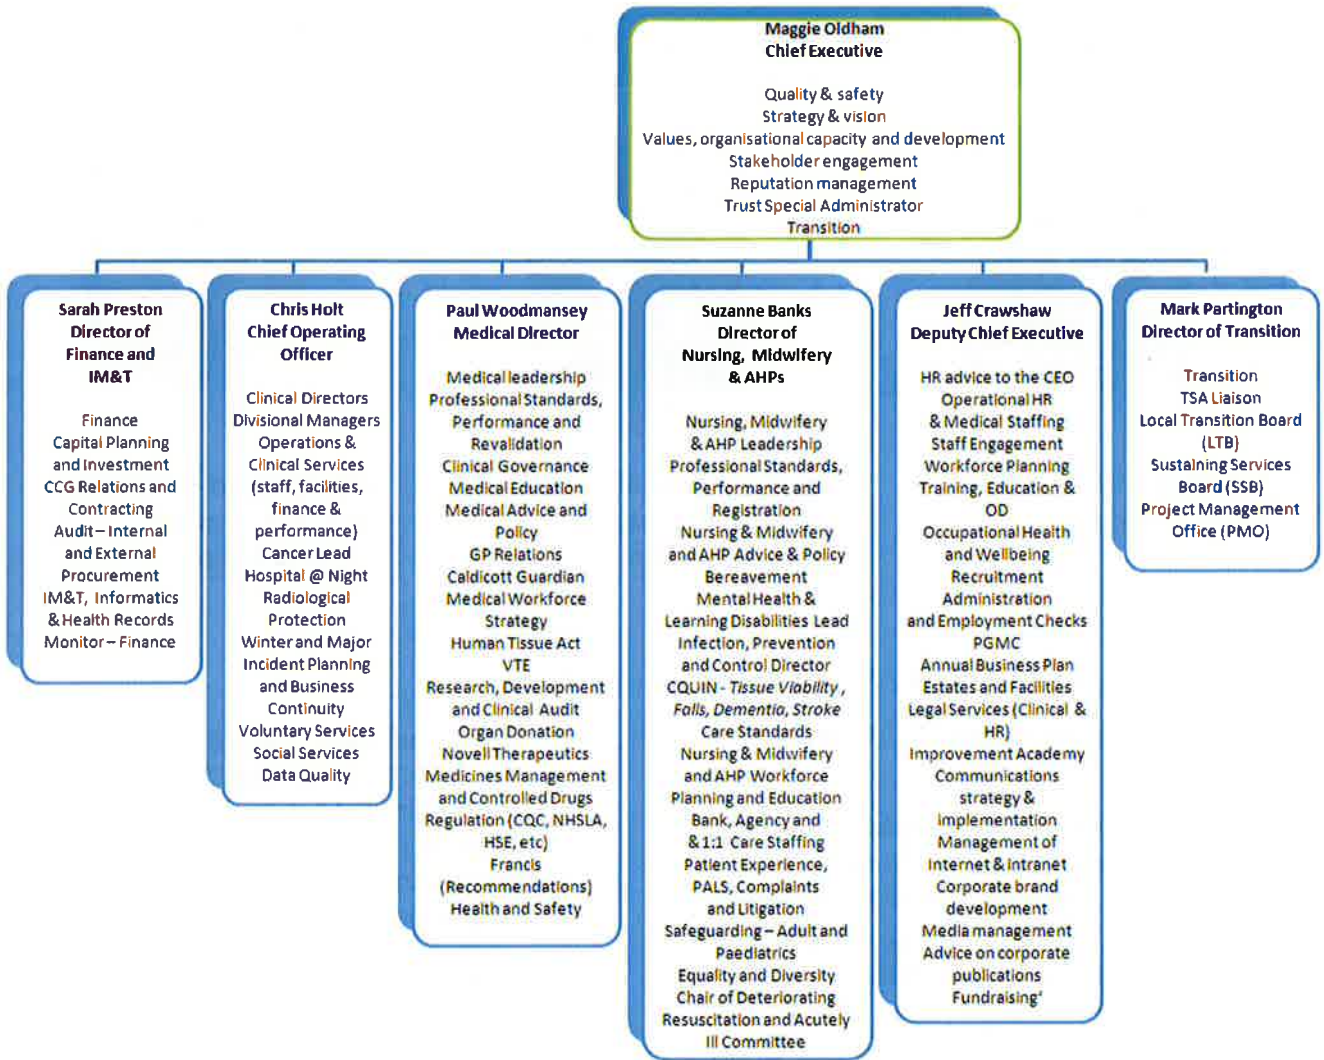 Maggie Oldham
Chief Executive
Quality & safety
Strategy & vision
Values, organisational capacity and development
Stakeholder engagement
Reputation management
Trust Special Administrator
Transition
Sarah Preston
Director of
Finance and
IM&T
Finance
Capital Planning
and Investment
CCG Relations and
Contracting
Audit – Internal
and External
Procurement
IM&T, Informatics
& Health Records
Monitor – Finance
Chris Holt
Chief Operating
Officer
Clinical Directors
Divisional Managers
Operations &
Clinical Services
(staff, facilities,
finance &
performance)
Cancer Lead
Hospital @ Night
Radiological
Protection
Winter and Major
Incident Planning
and Business
Continuity
Voluntary Services
Social Services
Data Quality
Paul Woodmansey
Medical Director
Medical leadership
Professional Standards,
Performance and
Revalidation
Clinical Governance
Medical Education
Medical Advice and
Policy
GP Relations
Caldicott Guardian
Medical Workforce
Strategy
Human Tissue Act
VTE
Research, Development
and Clinical Audit
Organ Donation
Novell Therapeutics
Medicines Management
and Controlled Drugs
Regulation (CQC, NHSLA,
HSE, etc)
Francis
(Recommendations)
Health and Safety
Suzanne Banks
Director of
Nursing, Midwifery
& AHPs
Nursing, Midwifery
& AHP Leadership
Professional Standards,
Performance and
Registration
Nursing & Midwifery
and AHP Advice & Policy
Bereavement
Mental Health &
Learning Disabilities Lead
Infection, Prevention
and Control Director
CQUIN - Tissue Viability ,
Falls, Dementia, Stroke
Care Standards
Nursing & Midwifery
and AHP Workforce
Planning and Education
Bank, Agency and
& 1:1 Care Staffing
Patient Experience,
PALS, Complaints
and Litigation
Safeguarding – Adult and
Paediatrics
Equality and Diversity
Chair of Deteriorating
Resuscitation and Acutely
Ill Committee
Jeff Crawshaw
Deputy Chief Executive
HR advice to the CEO
Operational HR
& Medical Staffing
Staff Engagement
Workforce Planning
Training, Education &
OD
Occupational Health
and Wellbeing
Recruitment
Administration
and Employment Checks
PGMC
Annual Business Plan
Estates and Facilities
Legal Services (Clinical &
HR)
Improvement Academy
Communications
strategy &
implementation
Management of
Internet & intranet
Corporate brand
development
Media management
Advice on corporate
publications
Fundraising'
Mark Partington
Director of Transition
Transition
TSA Liaison
Local Transition Board
(LTB)
Sustaining Services
Board (SSB)
Project Management
Office (PMO)